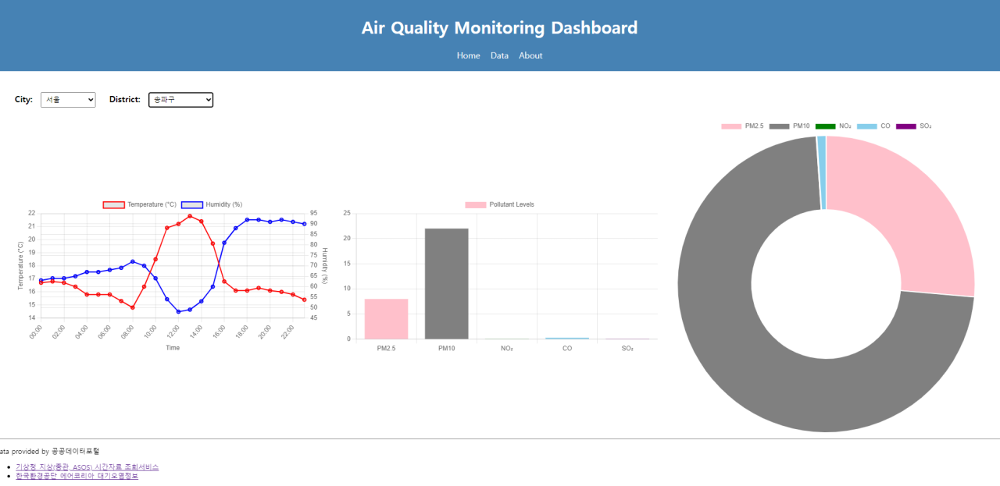 Air Quality Monitoring Dashboard
Home Data About
City: 서울 District: 송파구
Temperature (°C) Humidity (%)
22
21
20
19
18
17
16
15
14
Temperature (°C)
95
90
85
80
75
70
65
60
55
50
45
Humidity (%)
00:00 02:00 04:00 06:00 08:00 10:00 12:00 14:00 16:00 18:00 20:00 22:00
Time
Pollutant Levels
25
20
15
10
5
0
PM2.5 PM10 NO₂ CO SO₂
PM2.5 PM10 NO₂ CO SO₂
ata provided by 공공데이터포털
기상청_지상(종관, ASOS) 시간자료 조회서비스
한국환경공단_에어코리아_대기오염정보